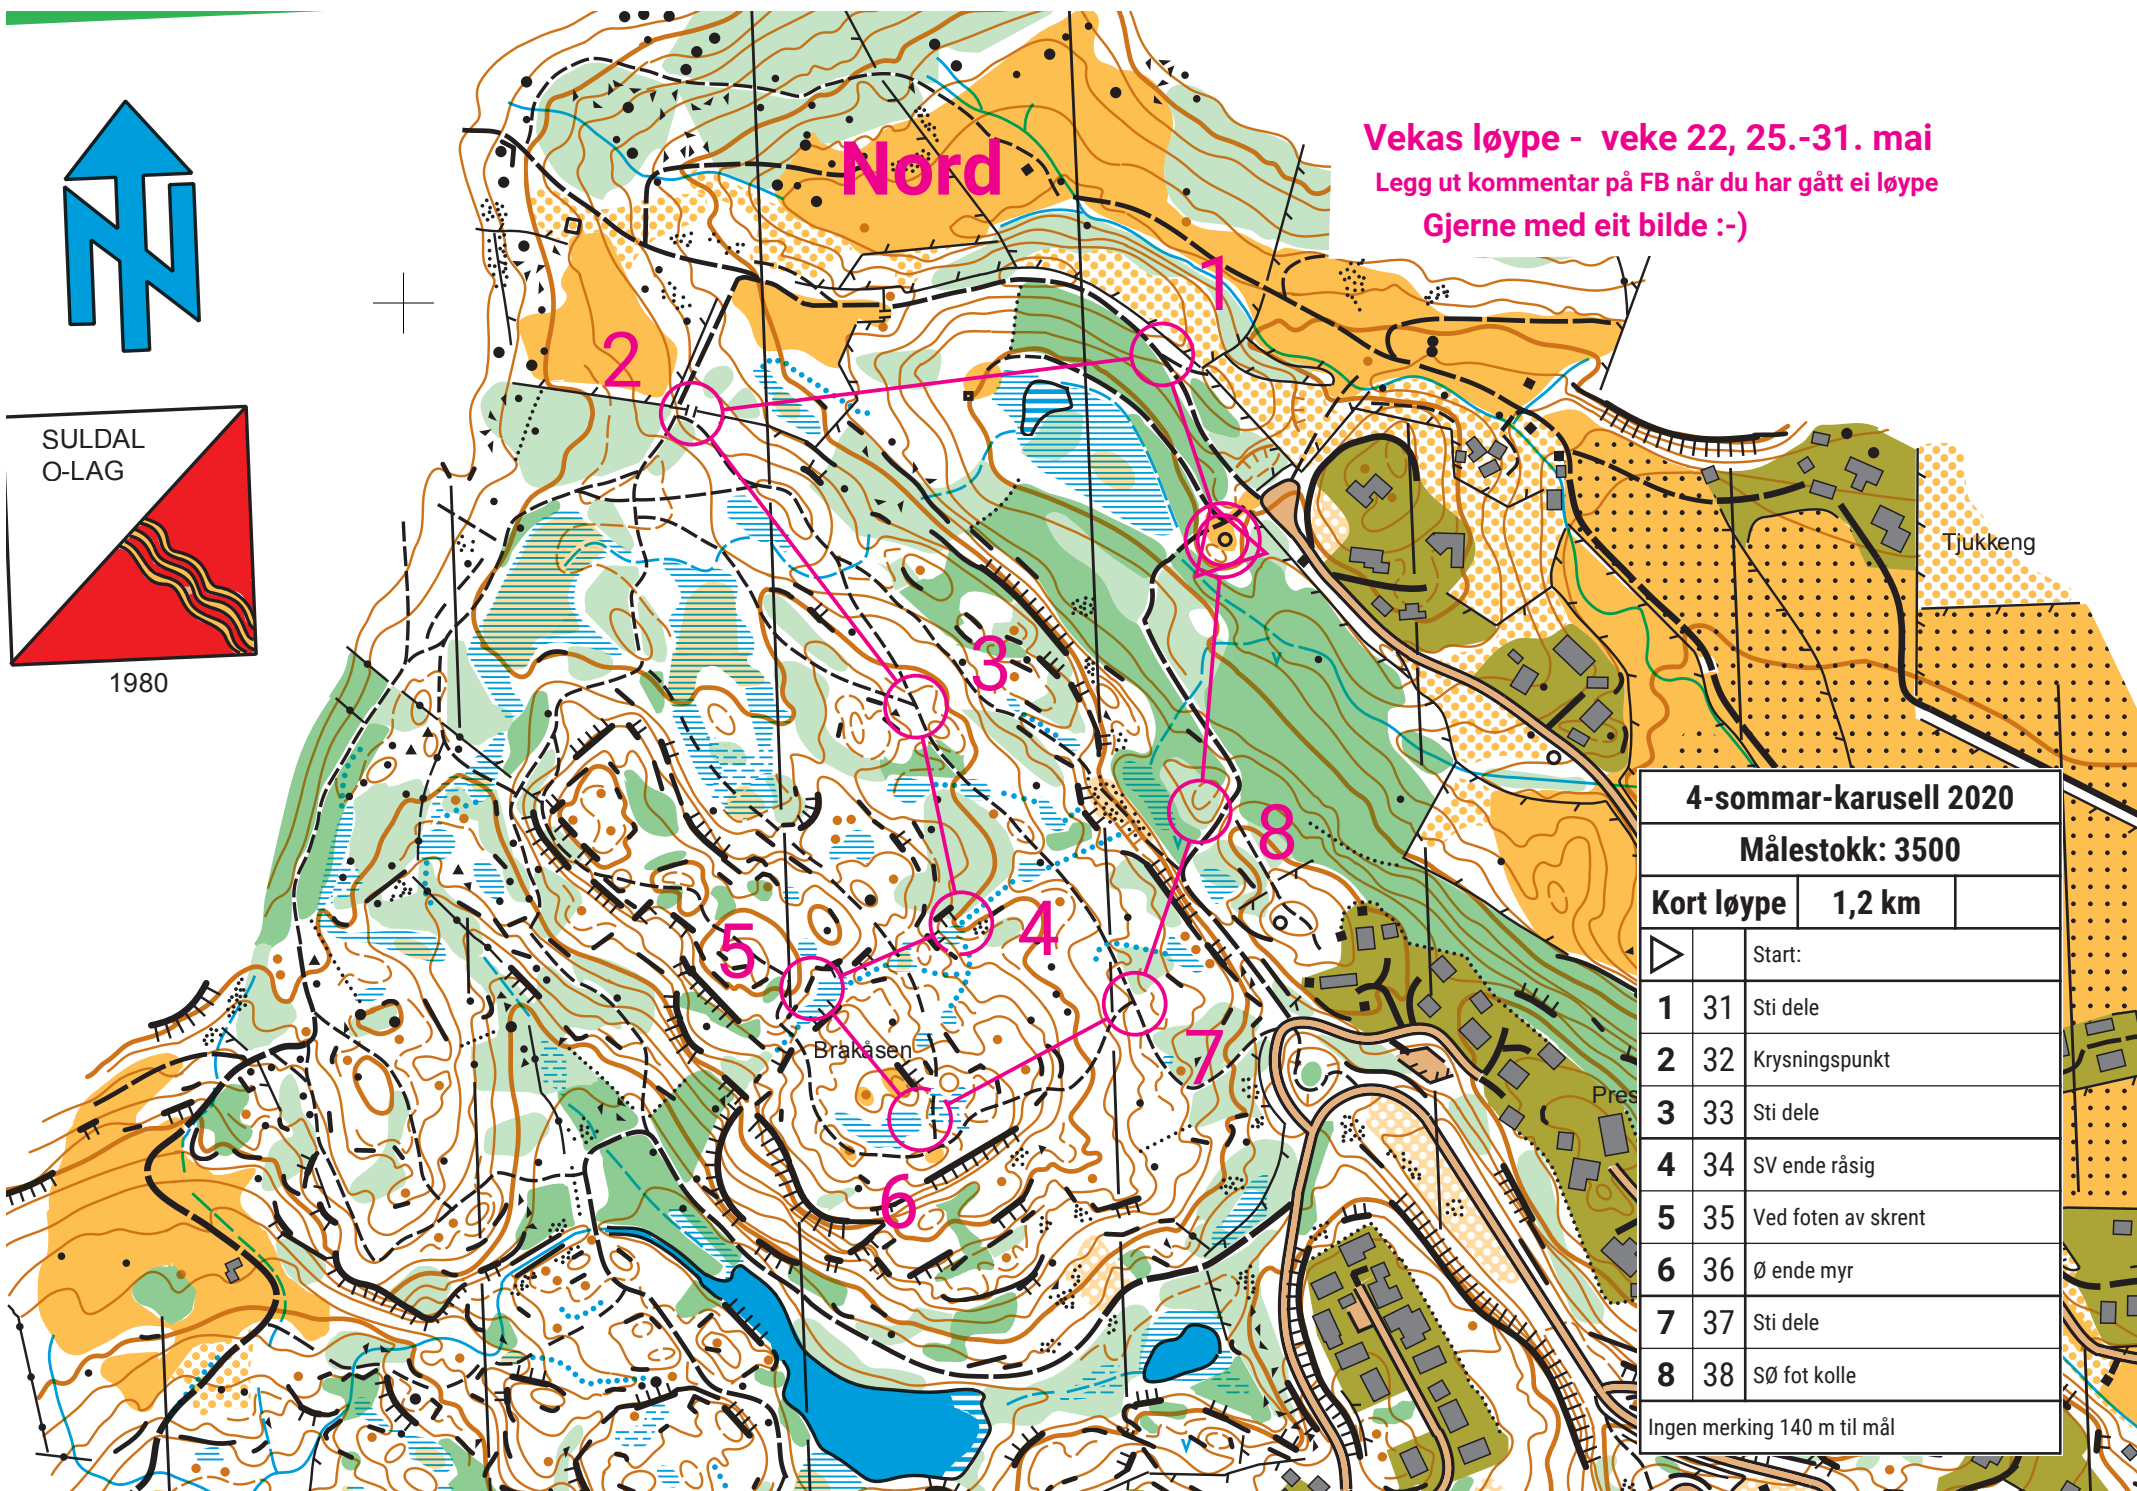 Nord
Vekas løype - veke 22, 25.-31. mai
Legg ut kommentar på FB når du har gått ei løype
Gjerne med eit bilde :-)
SULDAL
O-LAG
1980
1
2
3
4
5
6
7
8
Tjukkeng
Bråkåsen
Pres
4-sommar-karusell 2020
Målestokk: 3500
Kort løype 1,2 km
Start:
1 31 Sti dele
2 32 Krysningspunkt
3 33 Sti dele
4 34 SV ende råsig
5 35 Ved foten av skrent
6 36 Ø ende myr
7 37 Sti dele
8 38 SØ fot kolle
Ingen merking 140 m til mål